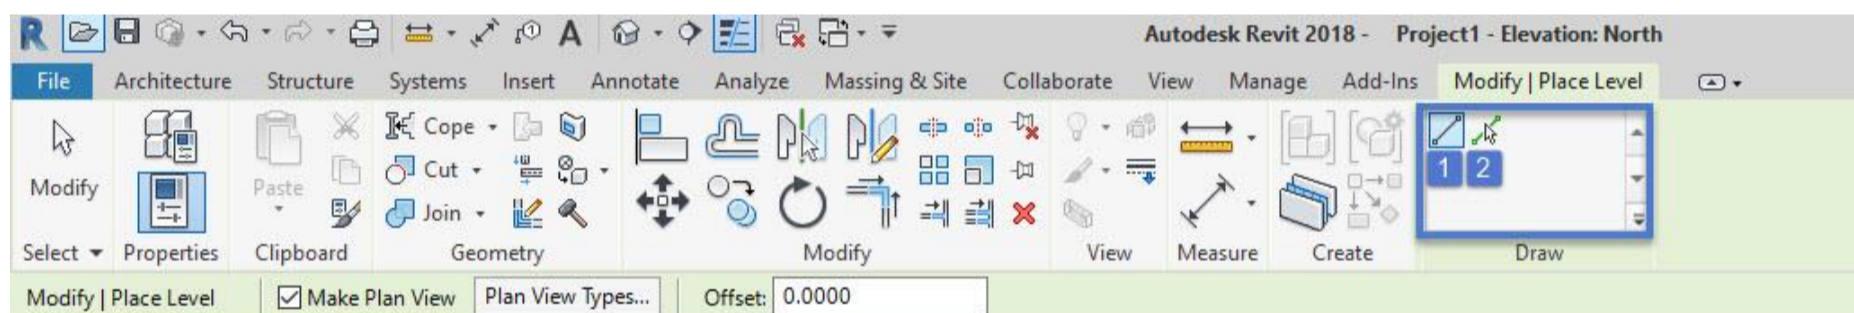 Autodesk Revit 2018 - Project1 - Elevation: North
File Architecture Structure Systems Insert Annotate Analyze Massing & Site Collaborate View Manage Add-Ins Modify | Place Level
Cope
1 2
Cut
Modify Paste
Join
Select Properties Clipboard Geometry Modify View Measure Create Draw
Modify | Place Level Make Plan View Plan View Types... Offset: 0.0000